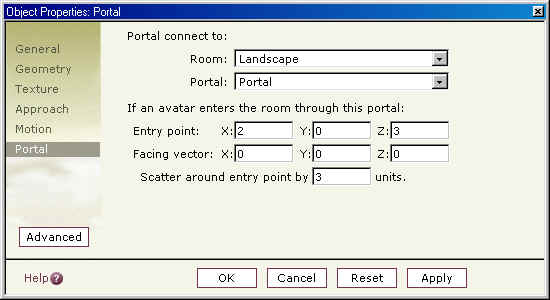 Object Properties: Portal
General
Geometry
Texture
Approach
Motion
Portal
Advanced
Portal connect to:
Room: Landscape
Portal: Portal
If an avatar enters the room through this portal:
Entry point: X: 2 Y: 0 Z: 3
Facing vector: X: 0 Y: 0 Z: 0
Scatter around entry point by 3 units.
Help ?
OK Cancel Reset Apply